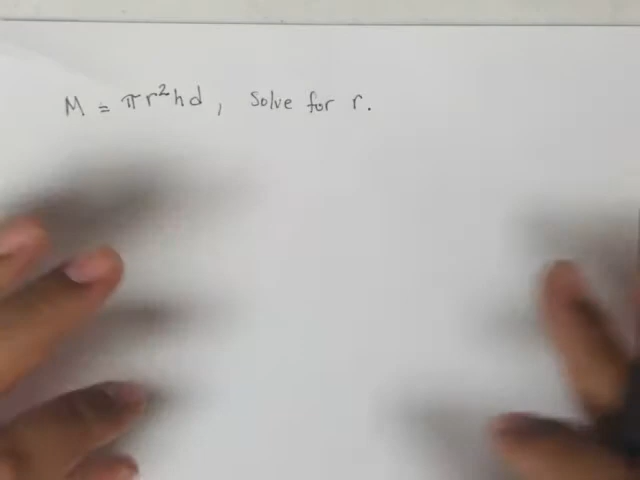 M = πr²hd, Solve for r.